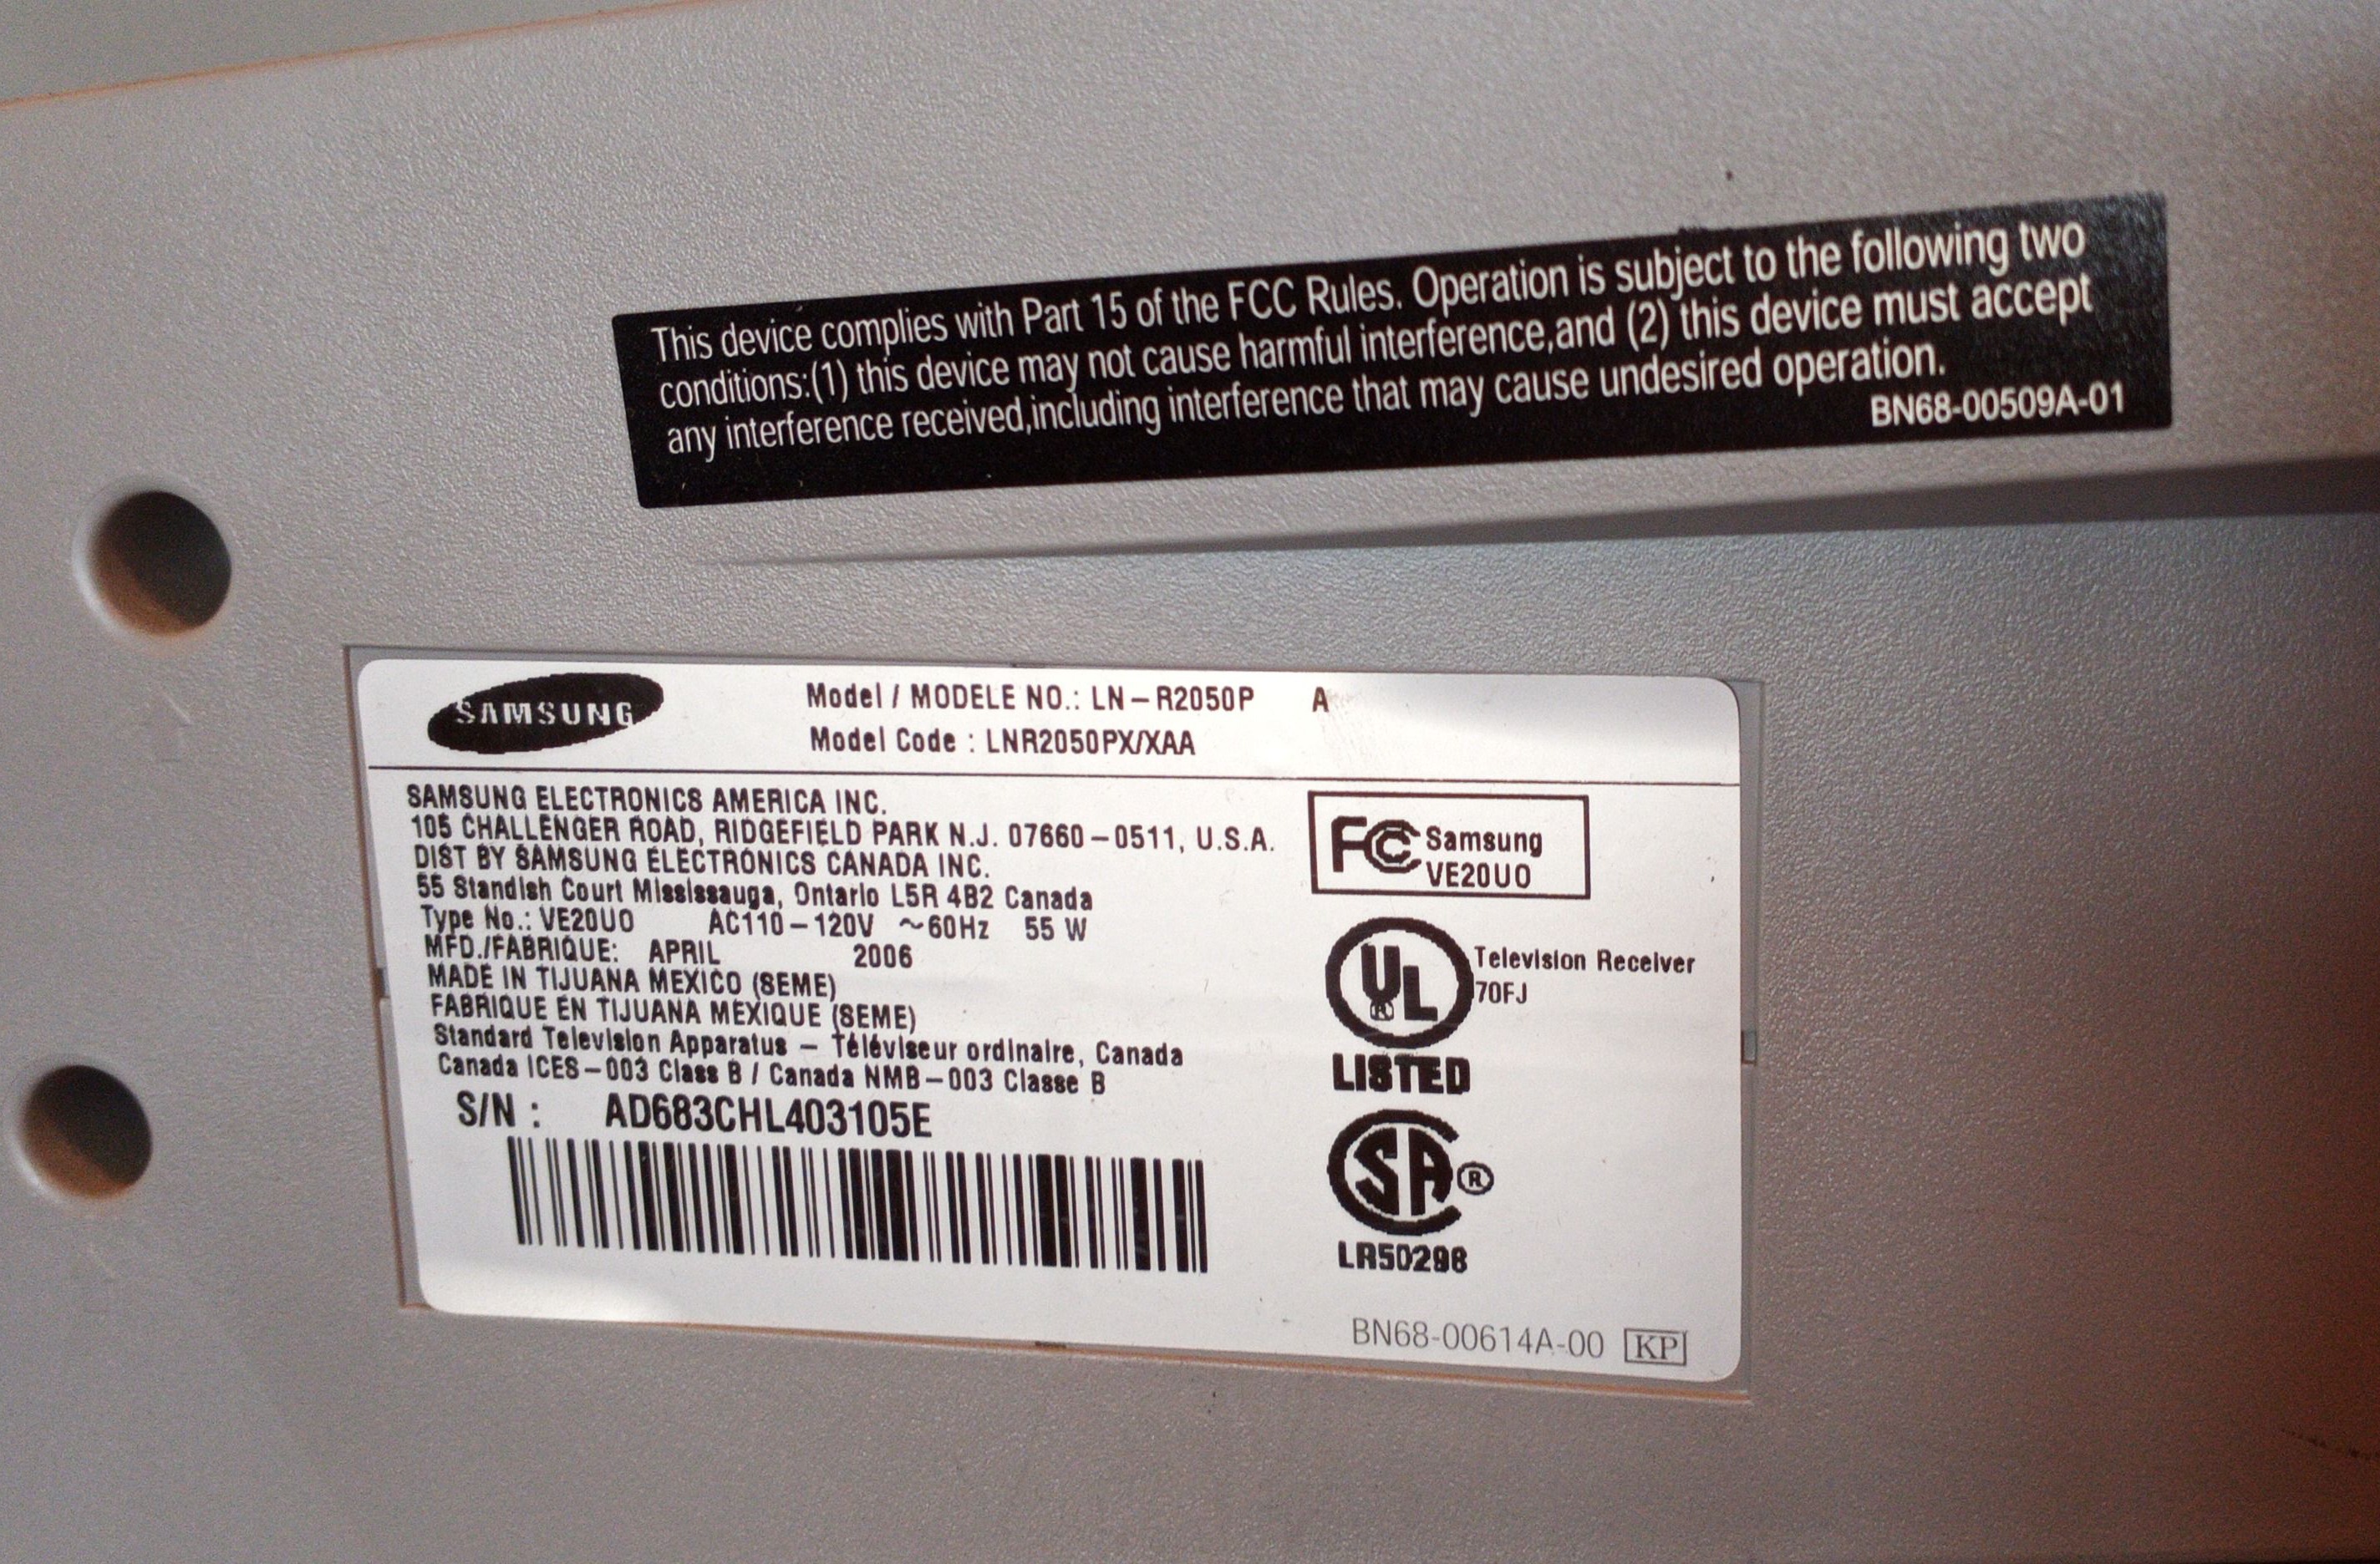 This device complies with Part 15 of the FCC Rules. Operation is subject to the following two
conditions:(1) this device may not cause harmful interference,and (2) this device must accept
any interference received,including interference that may cause undesired operation.
BN68-00509A-01
SAMSUNG
Model / MODELE NO.: LN-R2050P A
Model Code : LNR2050PX/XAA
SAMSUNG ELECTRONICS AMERICA INC.
105 CHALLENGER ROAD, RIDGEFIELD PARK N.J. 07660-0511, U.S.A.
DIST BY SAMSUNG ELECTRONICS CANADA INC.
55 Standish Court Mississauga, Ontario L5R 4B2 Canada
Type No.: VE20UO AC110-120V ~60Hz 55 W
MFD./FABRIQUE: APRIL 2006
MADE IN TIJUANA MEXICO (SEME)
FABRIQUE EN TIJUANA MEXIQUE (SEME)
Standard Television Apparatus - Téléviseur ordinaire, Canada
Canada ICES-003 Class B / Canada NMB-003 Classe B
S/N : AD683CHL403105E
FC Samsung
VE20UO
UL ® Television Receiver
70FJ
LISTED
SA ®
LR50298
BN68-00614A-00 KP